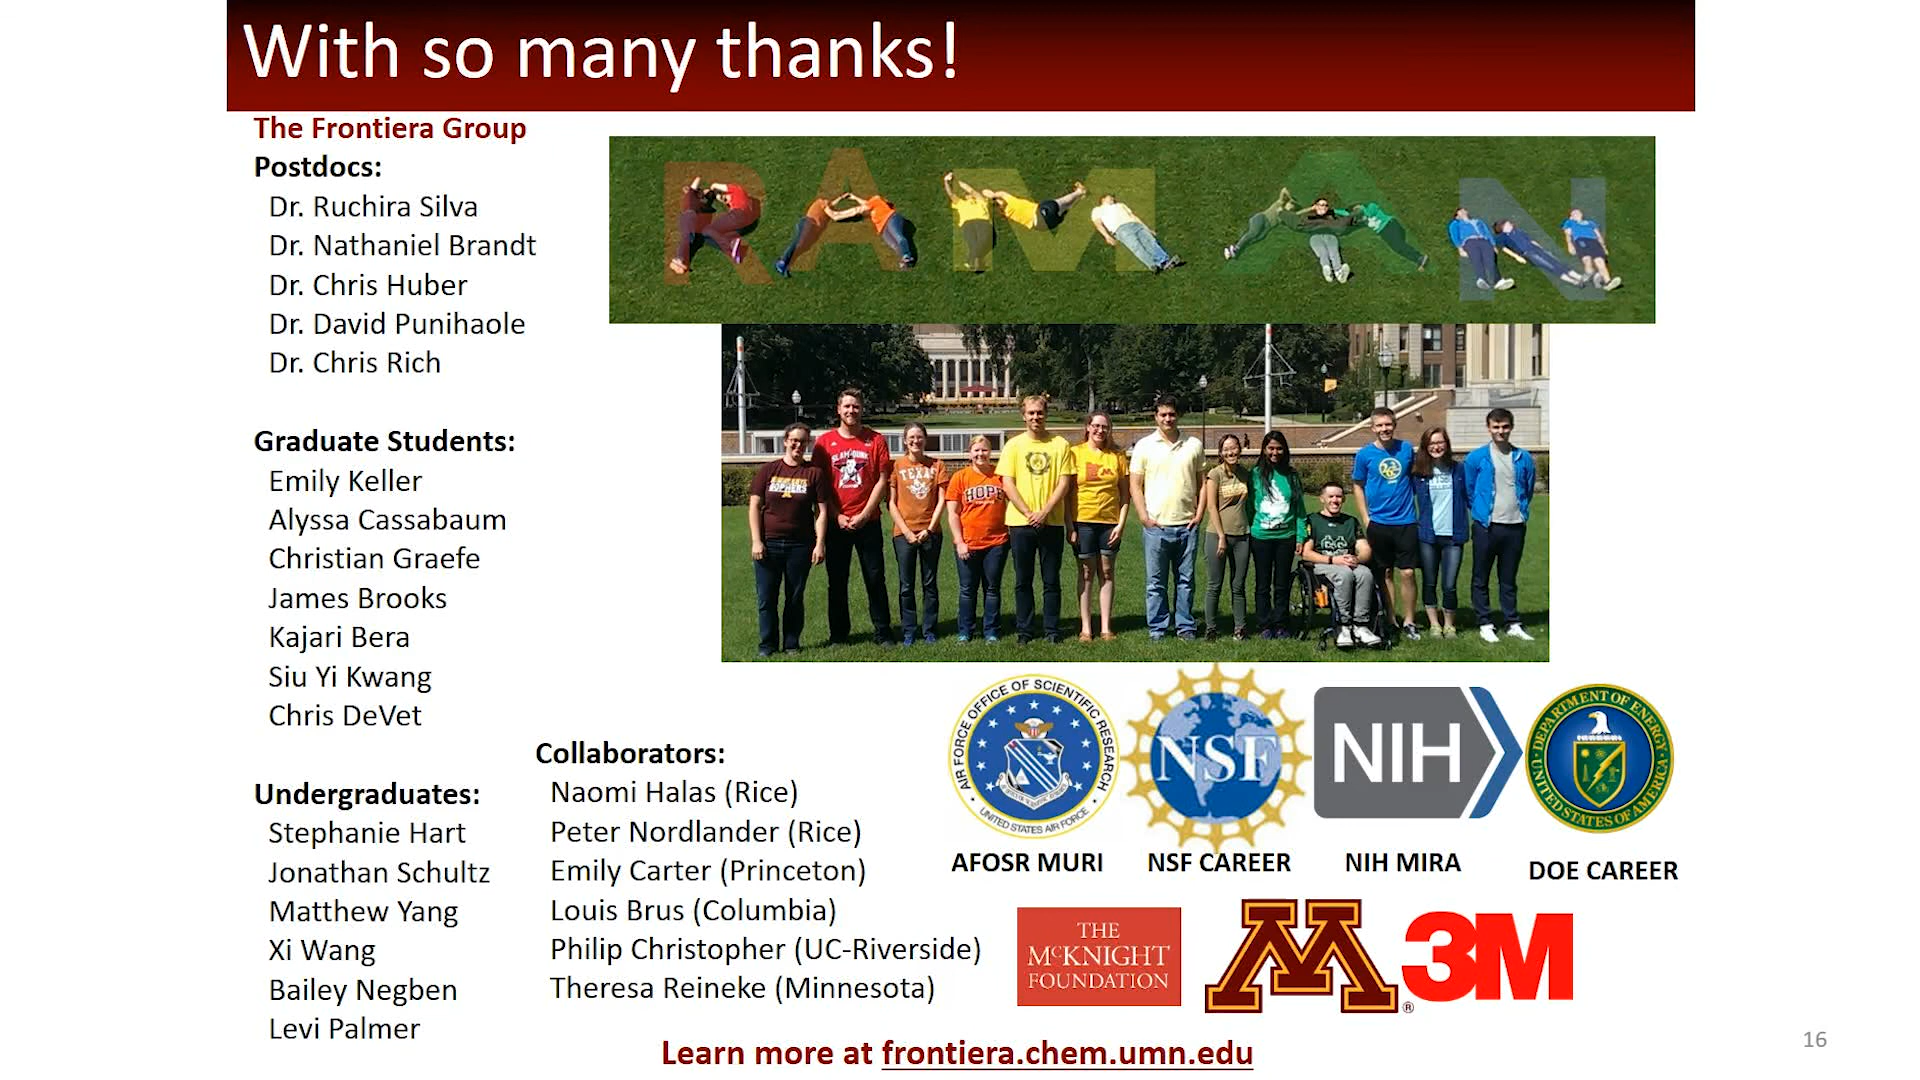 With so many thanks!
The Frontiera Group
Postdocs:
Dr. Ruchira Silva
Dr. Nathaniel Brandt
Dr. Chris Huber
Dr. David Punihaole
Dr. Chris Rich
Graduate Students:
Emily Keller
Alyssa Cassabaum
Christian Graefe
James Brooks
Kajari Bera
Siu Yi Kwang
Chris DeVet
Undergraduates:
Stephanie Hart
Jonathan Schultz
Matthew Yang
Xi Wang
Bailey Negben
Levi Palmer
Collaborators:
Naomi Halas (Rice)
Peter Nordlander (Rice)
Emily Carter (Princeton)
Louis Brus (Columbia)
Philip Christopher (UC-Riverside)
Theresa Reineke (Minnesota)
RAMAN
GOPHERS
SLAM DUNK
TEXAS
HOPE
AIR FORCE OFFICE OF SCIENTIFIC RESEARCH
UNITED STATES AIR FORCE
NSF
NIH
DEPARTMENT OF ENERGY
UNITED STATES OF AMERICA
AFOSR MURI
NSF CAREER
NIH MIRA
DOE CAREER
THE
McKNIGHT
FOUNDATION
M
®
3M
Learn more at frontiera.chem.umn.edu
16